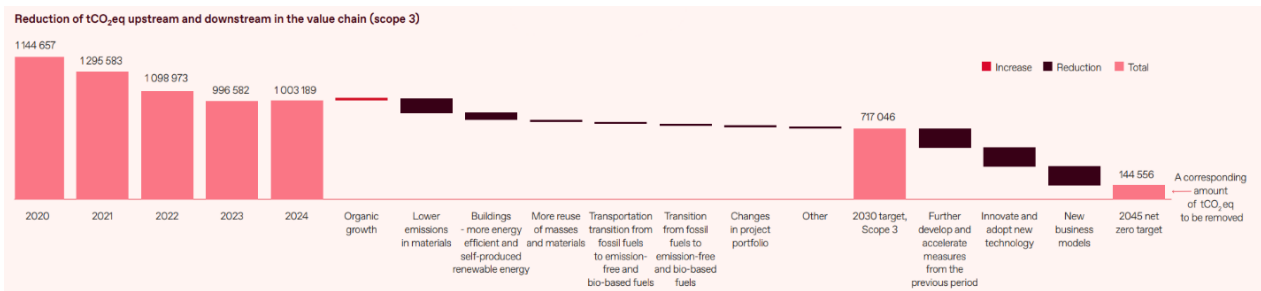 Reduction of tCO₂eq upstream and downstream in the value chain (scope 3)
1 144 657
1 295 583
1 098 973
996 582
1 003 189
Increase
Reduction
Total
717 046
144 556
A corresponding
amount
of tCO₂eq
to be removed
2020
2021
2022
2023
2024
Organic
growth
Lower
emissions
in materials
Buildings
- more energy
efficient and
self-produced
renewable energy
More reuse
of masses
and materials
Transportation
transition from
fossil fuels
to emission-
free and
bio-based fuels
Transition
from fossil
fuels to
emission-free
and bio-based
fuels
Changes
in project
portfolio
Other
2030 target,
Scope 3
Further
develop and
accelerate
measures
from the
previous period
Innovate and
adopt new
technology
New
business
models
2045 net
zero target